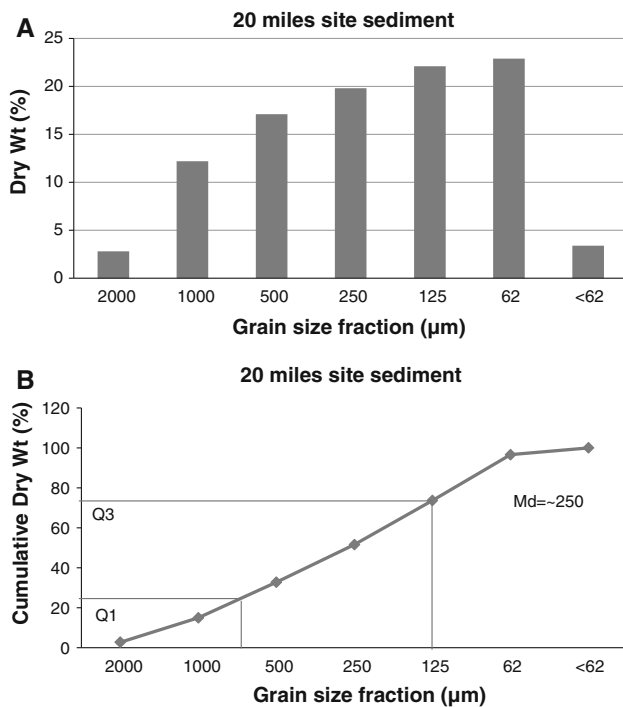 A
20 miles site sediment
25
20
15
10
5
0
Dry Wt (%)
2000 1000 500 250 125 62 <62
Grain size fraction (µm)
B
20 miles site sediment
120
100
80
60
40
20
0
Cumulative Dry Wt (%)
Q3
Q1
Md=~250
2000 1000 500 250 125 62 <62
Grain size fraction (µm)